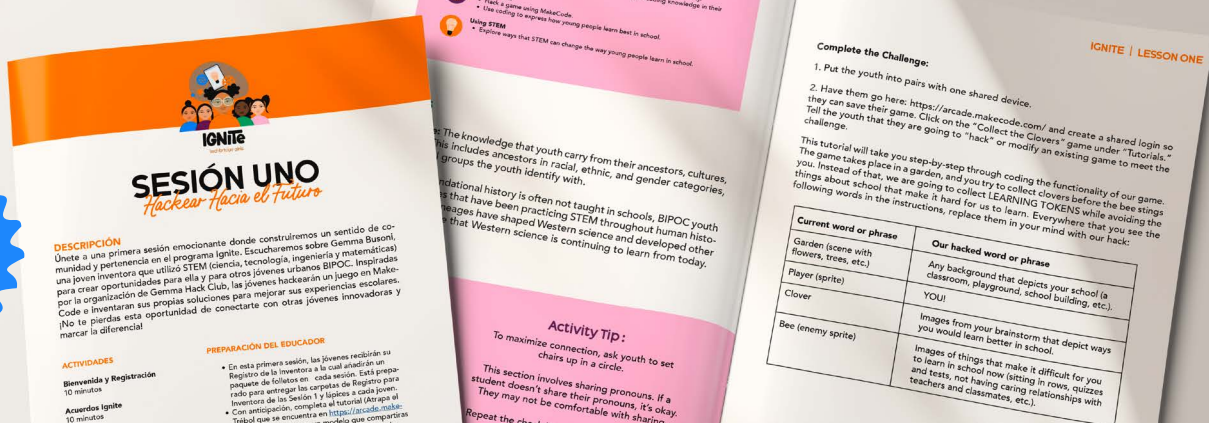 IGNITE
SESIÓN UNO
Hackear Hacia el Futuro
DESCRIPCIÓN
Únete a una primera sesión emocionante donde construiremos un sentido de co-
munidad y pertenencia en el programa Ignite. Escucharemos sobre Gemma Busoni,
una joven inventora que utilizó STEM (ciencia, tecnología, ingeniería y matemáticas)
para crear oportunidades para ella y para otros jóvenes urbanos BIPOC. Inspiradas
por la organización de Gemma Hack Club, las jóvenes hackearán un juego en Make-
Code e inventaran sus propias soluciones para mejorar sus experiencias escolares.
¡No te pierdas esta oportunidad de conectarte con otras jóvenes innovadoras y
marcar la diferencia!
ACTIVIDADES
Bienvenida y Registración
10 minutos
Acuerdos Ignite
10 minutos
PREPARACIÓN DEL EDUCADOR
• En esta primera sesión, las jóvenes recibirán su
Registro de la Inventora a la cual añadirán un
paquete de folletos en cada sesión. Está prepa-
rado para entregar las carpetas de Registro para
Inventora de las Sesión 1 y lápices a cada joven.
• Con anticipación, completa el tutorial (Atrapa el
Trébol que se encuentra en https://arcade.make-
modelo que compartiras
knowledge in their
• Hack a game using MakeCode.
• Use coding to express how young people learn best in school.
Using STEM
• Explore ways that STEM can change the way young people learn in school.
The knowledge that youth carry from their ancestors, cultures,
This includes ancestors in racial, ethnic, and gender categories,
groups the youth identify with.
history is often not taught in schools, BIPOC youth
that have been practicing STEM throughout human histo-
have shaped Western science and developed other
that Western science is continuing to learn from today.
Activity Tip:
To maximize connection, ask youth to set
chairs up in a circle.
This section involves sharing pronouns. If a
student doesn't share their pronouns, it's okay.
They may not be comfortable with sharing
Repeat the
IGNITE | LESSON ONE
Complete the Challenge:
1. Put the youth into pairs with one shared device.
2. Have them go here: https://arcade.makecode.com/ and create a shared login so
they can save their game. Click on the "Collect the Clovers" game under "Tutorials."
Tell the youth that they are going to "hack" or modify an existing game to meet the
challenge.
This tutorial will take you step-by-step through coding the functionality of our game.
The game takes place in a garden, and you try to collect clovers before the bee stings
you. Instead of that, we are going to collect LEARNING TOKENS while avoiding the
things about school that make it hard for us to learn. Everywhere that you see the
following words in the instructions, replace them in your mind with our hack:
Current word or phrase
Our hacked word or phrase
Garden (scene with
flowers, trees, etc.)
Any background that depicts your school (a
classroom, playground, school building, etc.).
Player (sprite)
YOU!
Clover
Images from your brainstorm that depict ways
you would learn better in school.
Bee (enemy sprite)
Images of things that make it difficult for you
to learn in school now (sitting in rows, quizzes
and tests, not having caring relationships with
teachers and classmates, etc.).